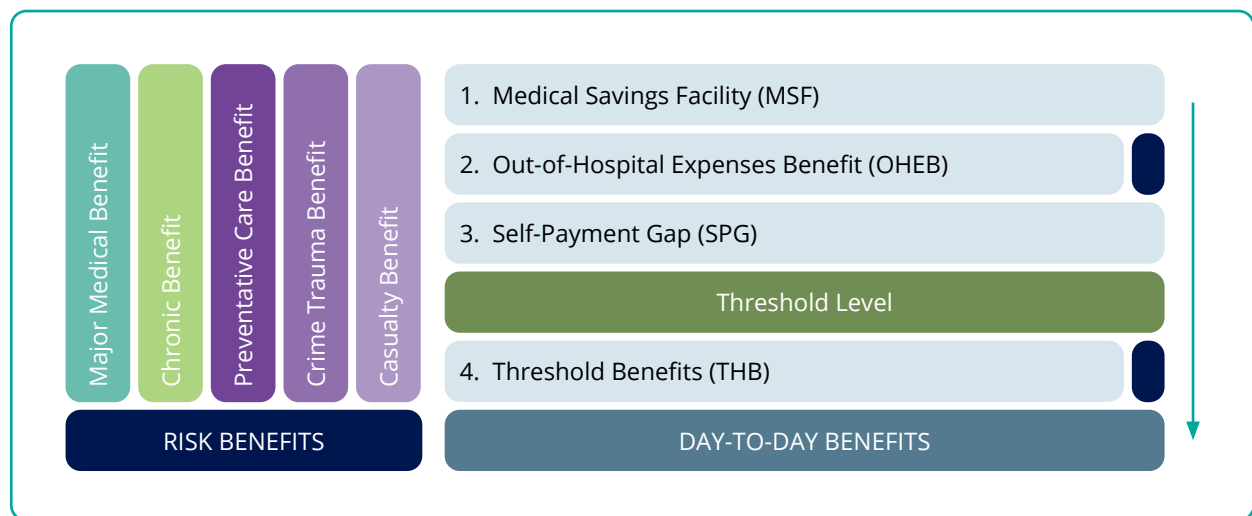 Major Medical Benefit
Chronic Benefit
Preventative Care Benefit
Crime Trauma Benefit
Casualty Benefit
RISK BENEFITS
1. Medical Savings Facility (MSF)
2. Out-of-Hospital Expenses Benefit (OHEB)
3. Self-Payment Gap (SPG)
Threshold Level
4. Threshold Benefits (THB)
DAY-TO-DAY BENEFITS